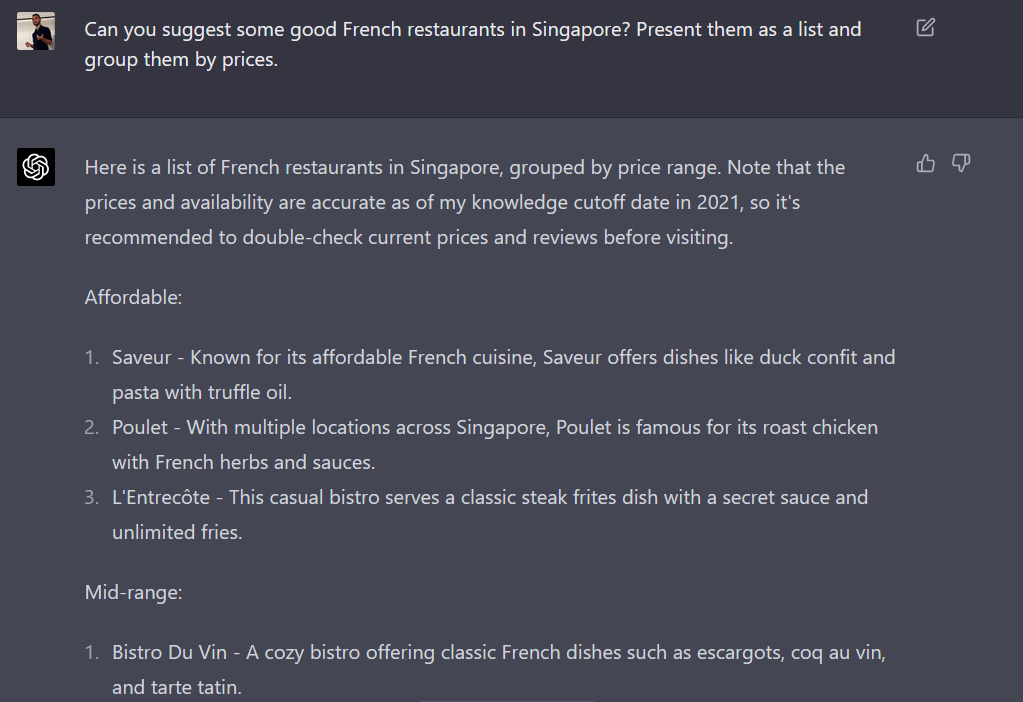 Can you suggest some good French restaurants in Singapore? Present them as a list and
group them by prices.
Here is a list of French restaurants in Singapore, grouped by price range. Note that the
prices and availability are accurate as of my knowledge cutoff date in 2021, so it's
recommended to double-check current prices and reviews before visiting.
Affordable:
1. Saveur - Known for its affordable French cuisine, Saveur offers dishes like duck confit and
pasta with truffle oil.
2. Poulet - With multiple locations across Singapore, Poulet is famous for its roast chicken
with French herbs and sauces.
3. L'Entrecôte - This casual bistro serves a classic steak frites dish with a secret sauce and
unlimited fries.
Mid-range:
1. Bistro Du Vin - A cozy bistro offering classic French dishes such as escargots, coq au vin,
and tarte tatin.